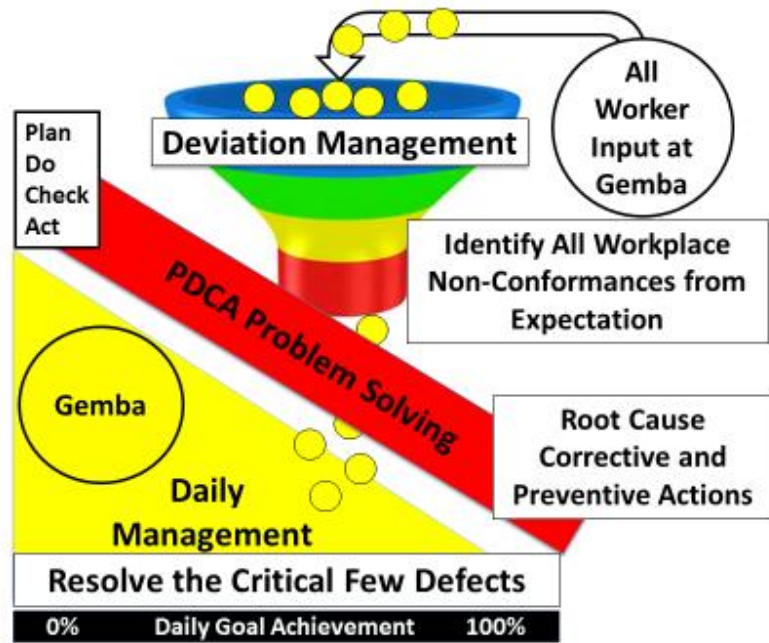 All
Worker
Input at
Gemba
Deviation Management
Plan
Do
Check
Act
Identify All Workplace
Non-Conformances from
Expectation
PDCA Problem Solving
Gemba
Root Cause
Corrective and
Preventive Actions
Daily
Management
Resolve the Critical Few Defects
0% Daily Goal Achievement 100%